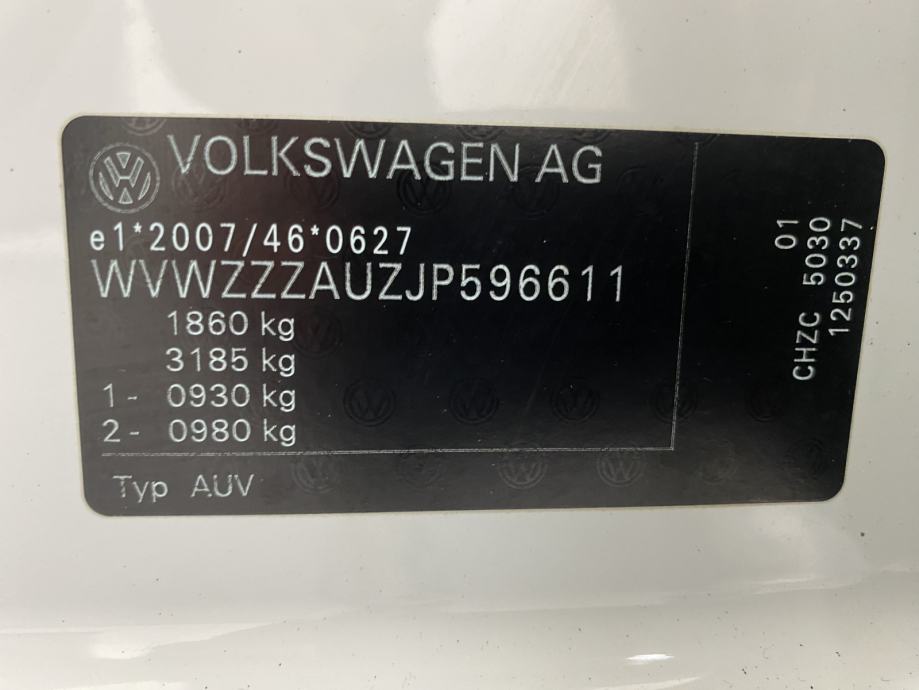 VOLKSWAGEN AG
e1*2007/46*0627
WVWZZZAUZJP596611
1860 kg
3185 kg
1- 0930 kg
2- 0980 kg
Typ AUV
01
CHZC 5030
1250337